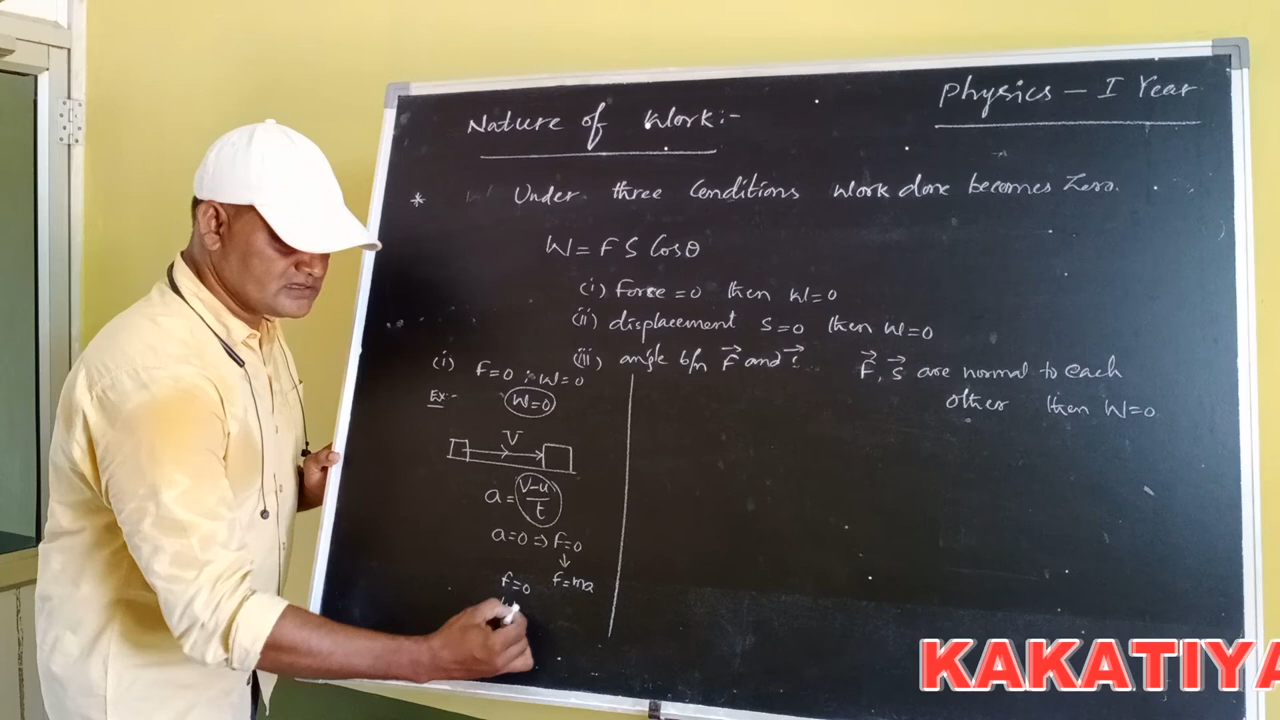 Physics - I Year
Nature of Work:-
* Under three Conditions Work done becomes Zero.
W = F S Cosθ
(i) Force = 0 then W=0
(ii) displacement S=0 then W=0
(iii) angle b/n F⃗ and F⃗, S⃗ are normal to each
other then W=0
(i) F=0 ; W=0
Ex:- W=0
V
a = (V-u)/t
a=0 => F=0
↓
F=0 F=ma
KAKATIYA